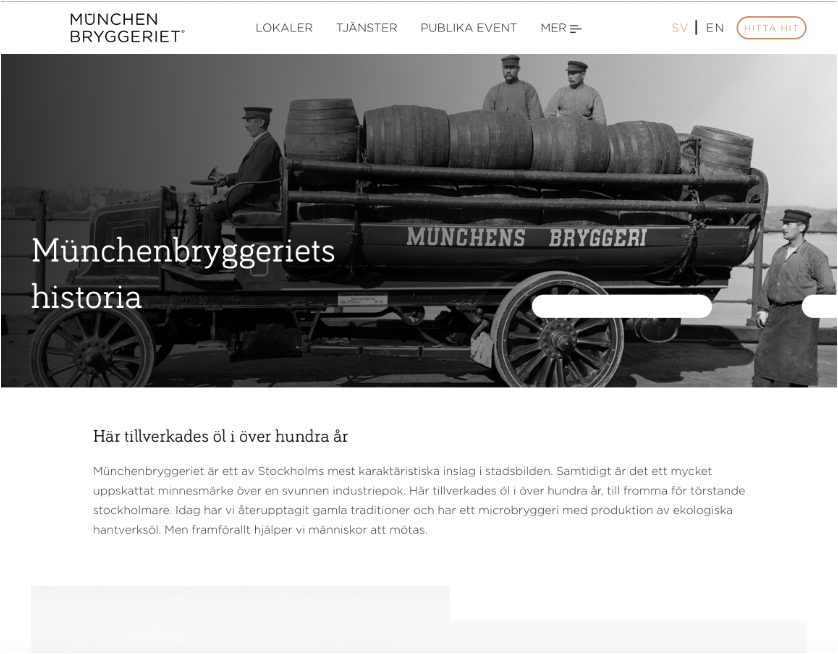 MÜNCHEN
BRYGGERIET®
LOKALER TJÄNSTER PUBLIKA EVENT MER
SV | EN HITTA HIT
MÜNCHENS BRYGGERI
Münchenbryggeriets
historia
Här tillverkades öl i över hundra år
Münchenbryggeriet är ett av Stockholms mest karaktäristiska inslag i stadsbilden. Samtidigt är det ett mycket
uppskattat minnesmärke över en svunnen industriepok. Här tillverkades öl i över hundra år, till fromma för törstande
stockholmare. Idag har vi återupptagit gamla traditioner och har ett microbryggeri med produktion av ekologiska
hantverksöl. Men framförallt hjälper vi människor att mötas.